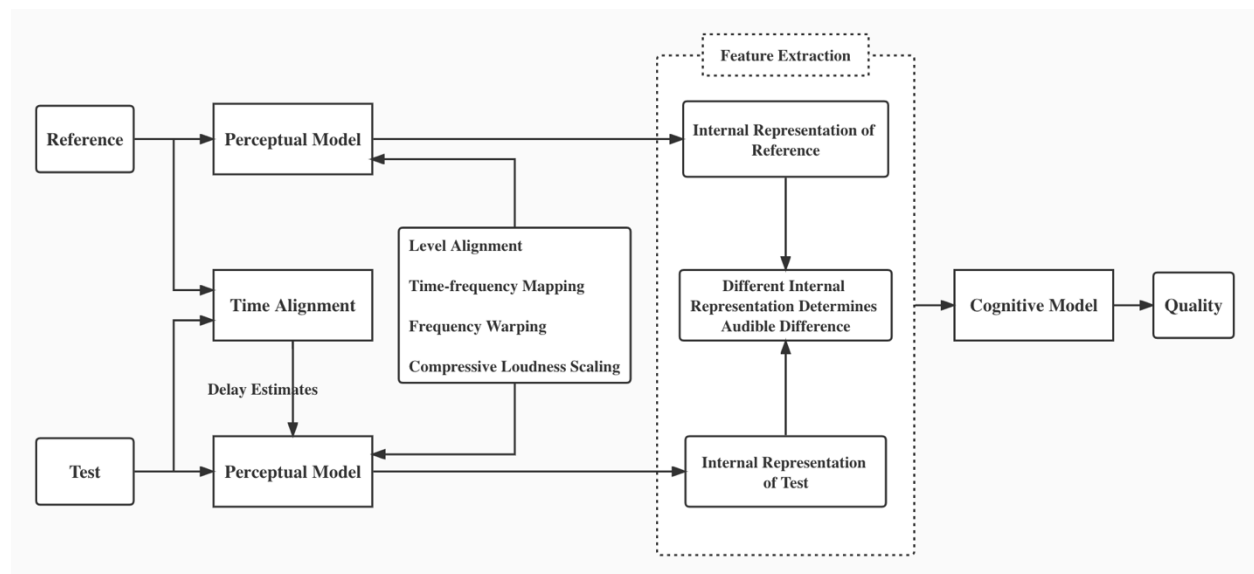 Feature Extraction
Reference
Perceptual Model
Internal Representation of
Reference
Level Alignment
Time-frequency Mapping
Frequency Warping
Compressive Loudness Scaling
Time Alignment
Different Internal
Representation Determines
Audible Difference
Cognitive Model
Quality
Delay Estimates
Test
Perceptual Model
Internal Representation
of Test